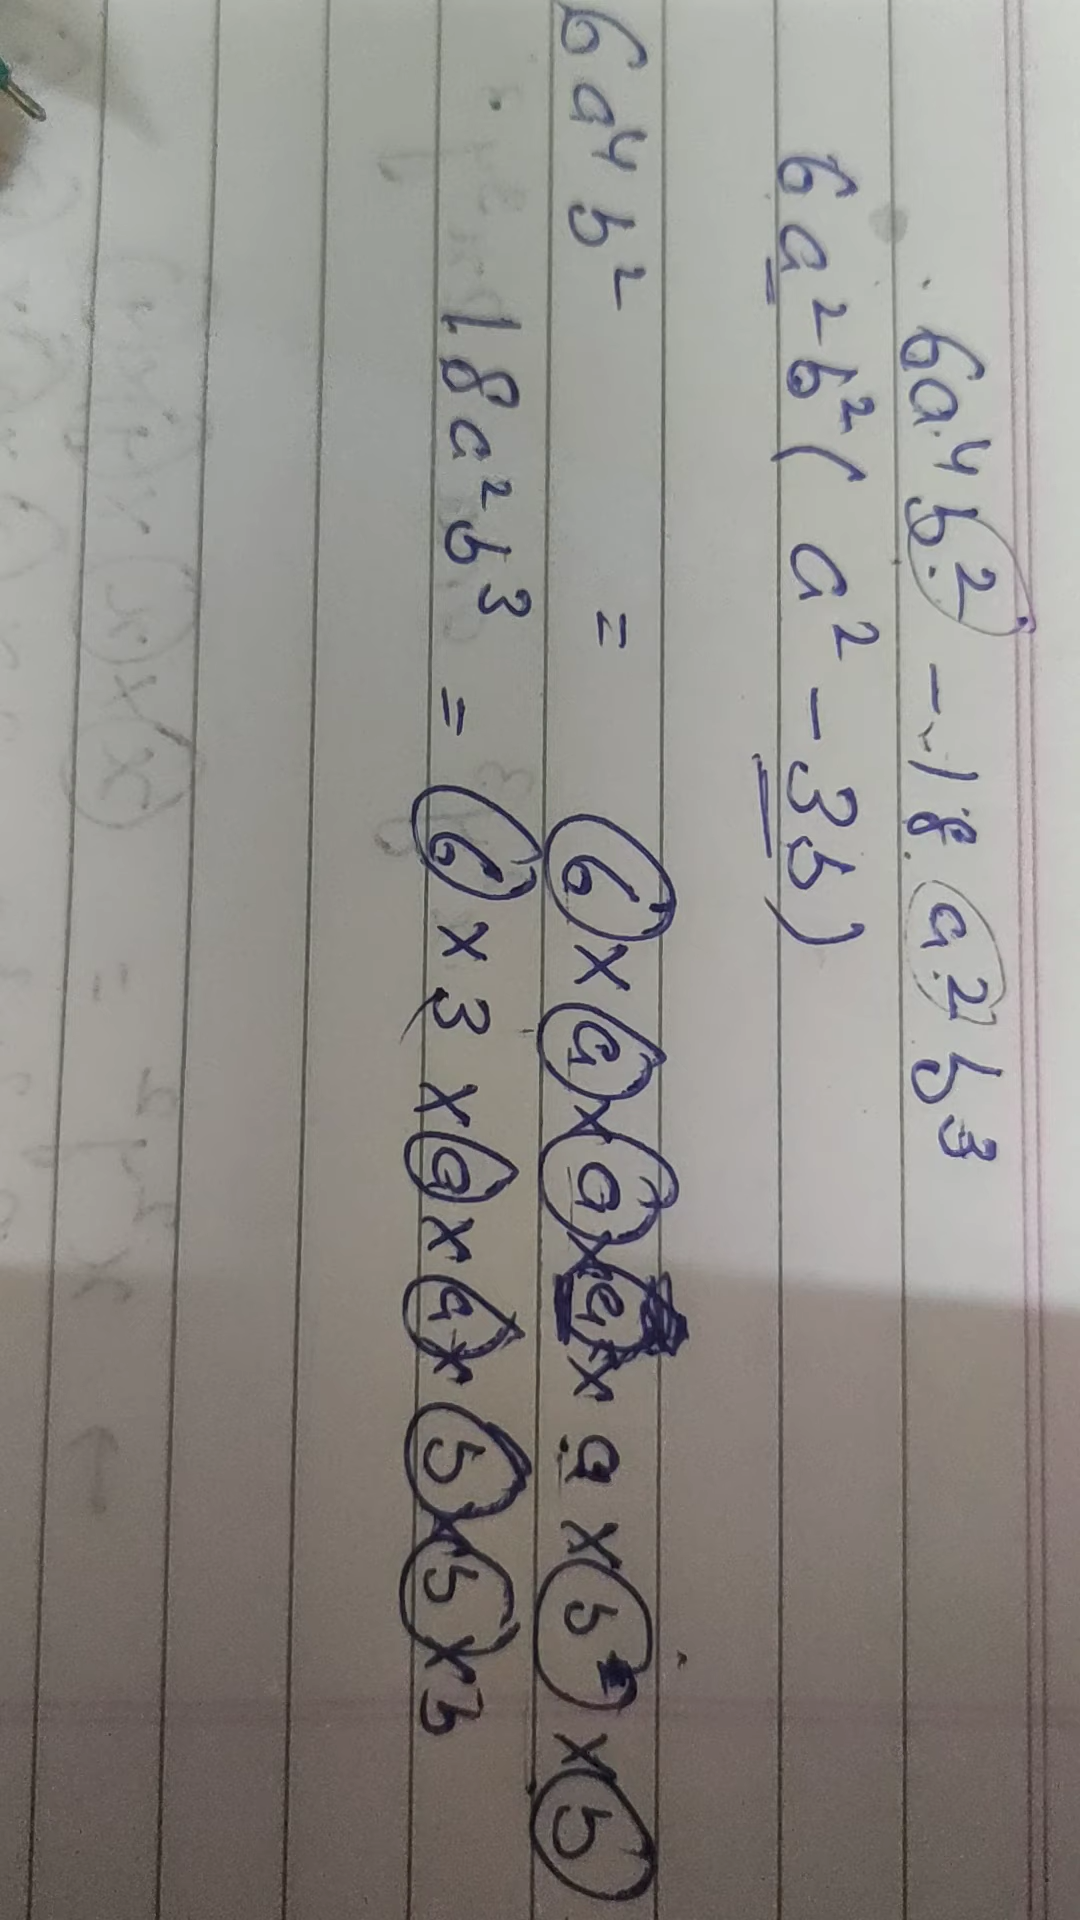 6a⁴b² - 18a²b³
6a²b²(a² - 3b)
6a⁴b² = 6 x a x a x a x a x b x b
18a²b³ = 6 x 3 x a x a x b x b x b